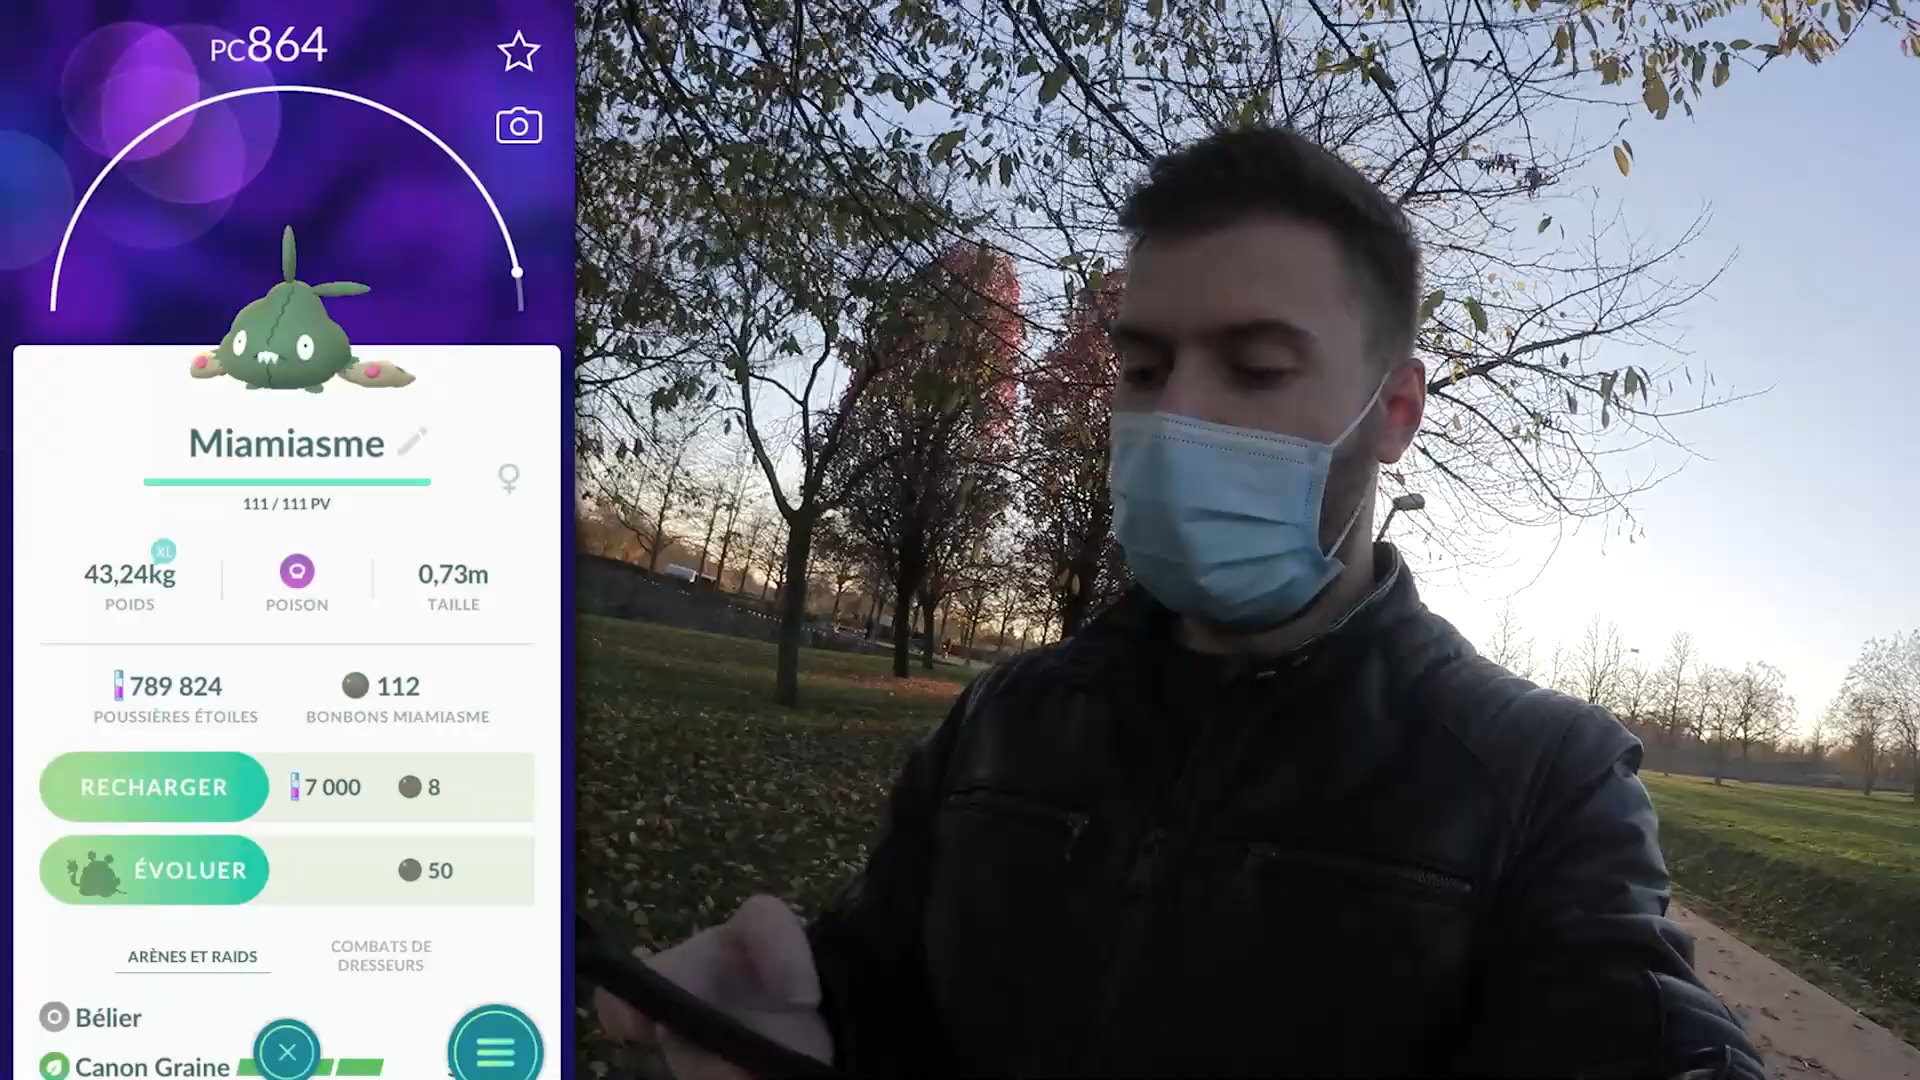 PC864
Miamiasme
111 / 111 PV
XL
43,24kg
POIDS
POISON
0,73m
TAILLE
789 824
POUSSIÈRES ÉTOILES
112
BONBONS MIAMIASME
RECHARGER
7 000
8
ÉVOLUER
50
ARÈNES ET RAIDS
COMBATS DE
DRESSEURS
Bélier
Canon Graine